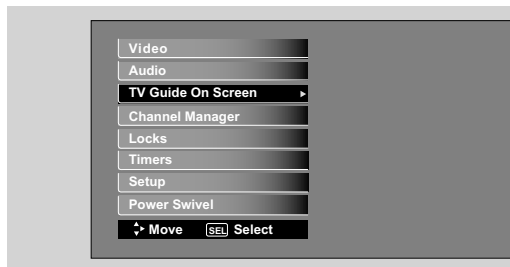 Video
Audio
TV Guide On Screen
Channel Manager
Locks
Timers
Setup
Power Swivel
Move SEL Select